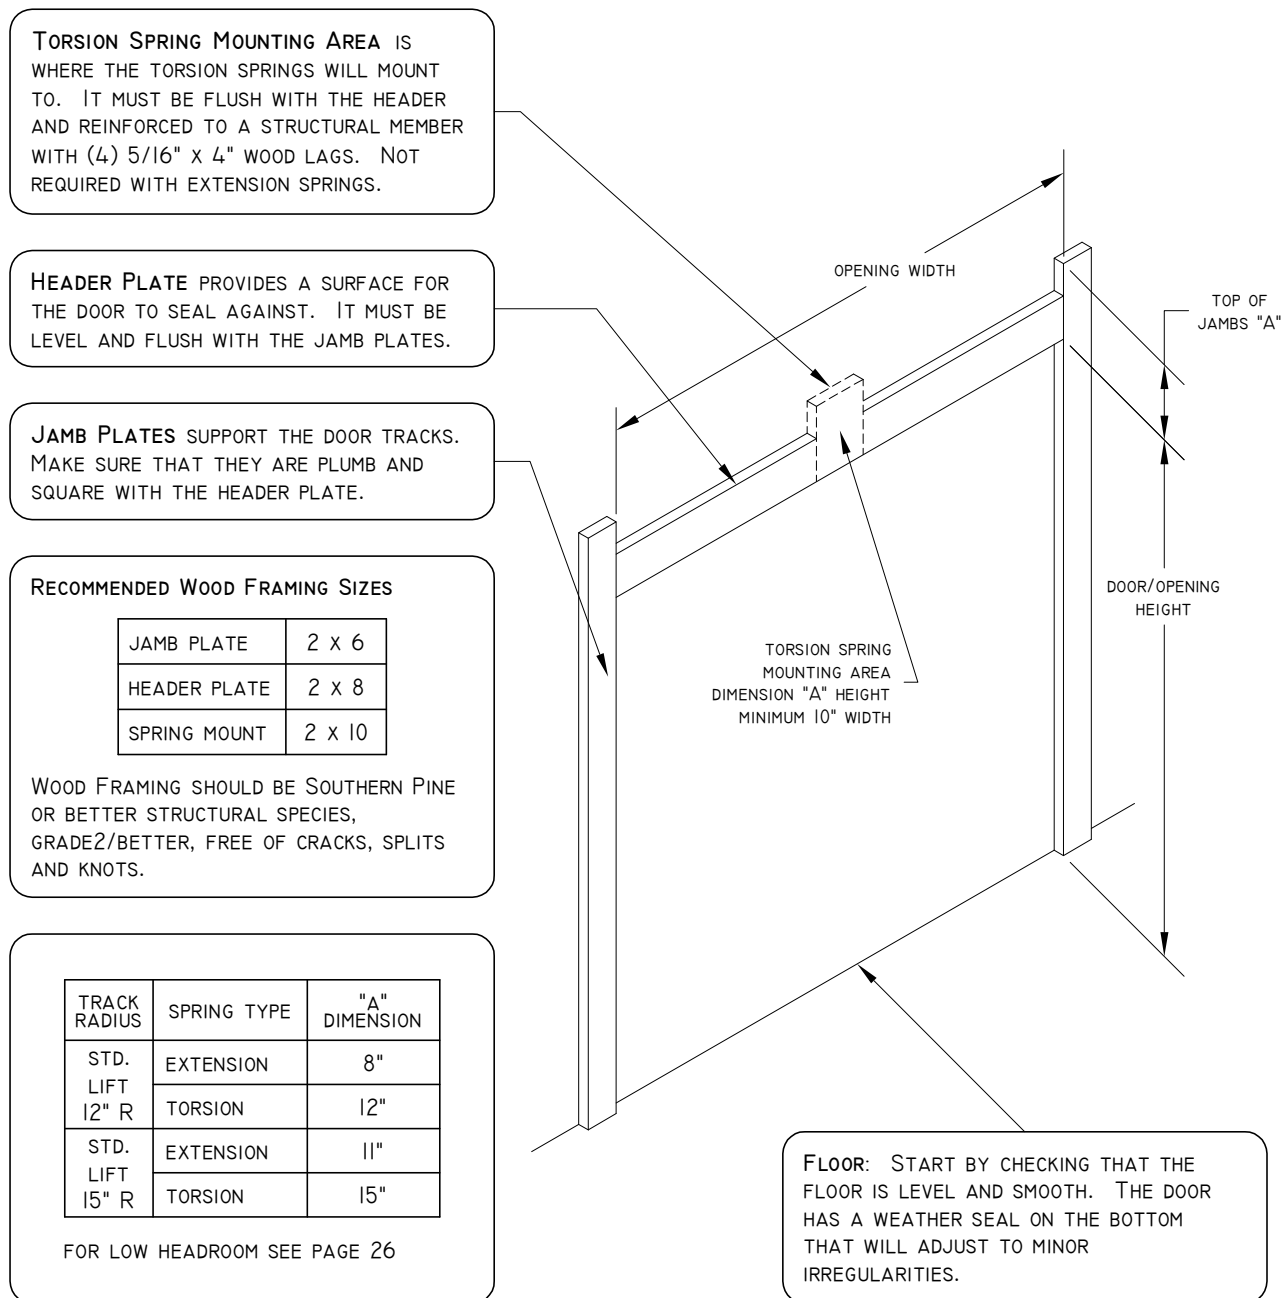 Torsion Spring Mounting Area is
where the torsion springs will mount
to. It must be flush with the header
and reinforced to a structural member
with (4) 5/16" x 4" wood lags. Not
required with extension springs.
Header Plate provides a surface for
the door to seal against. It must be
level and flush with the jamb plates.
Jamb Plates support the door tracks.
Make sure that they are plumb and
square with the header plate.
Recommended Wood Framing Sizes
jamb plate 2 x 6
header plate 2 x 8
spring mount 2 x 10
Wood Framing should be Southern Pine
or better structural species,
grade2/better, free of cracks, splits
and knots.
track
radius
spring type
"A"
dimension
std.
lift
12" R
extension 8"
torsion 12"
std.
lift
15" R
extension 11"
torsion 15"
for low headroom see page 26
opening width
top of
jambs "A"
door/opening
height
torsion spring
mounting area
dimension "A" height
minimum 10" width
Floor: Start by checking that the
floor is level and smooth. The door
has a weather seal on the bottom
that will adjust to minor
irregularities.